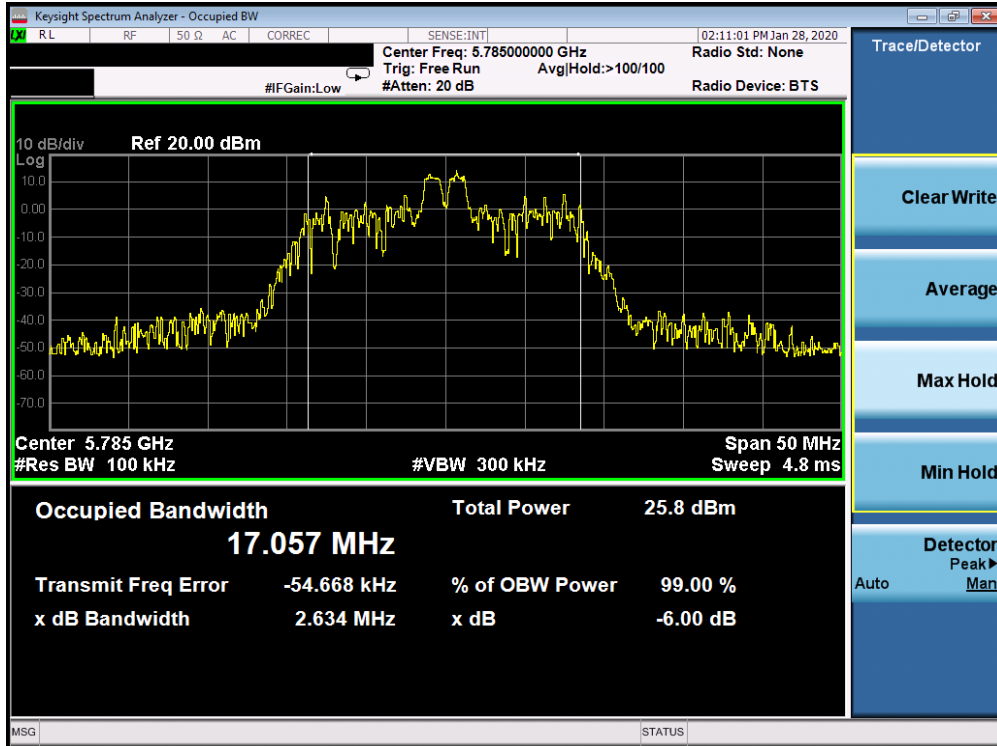 Keysight Spectrum Analyzer - Occupied BW
LXI RL RF 50 Ω AC CORREC SENSE:INT 02:11:01 PM Jan 28, 2020
Center Freq: 5.785000000 GHz Radio Std: None
Trig: Free Run Avg|Hold:>100/100
#IFGain:Low #Atten: 20 dB Radio Device: BTS
10 dB/div Ref 20.00 dBm
Log
10.0
0.00
-10.0
-20.0
-30.0
-40.0
-50.0
-60.0
-70.0
Center 5.785 GHz Span 50 MHz
#Res BW 100 kHz #VBW 300 kHz Sweep 4.8 ms
Occupied Bandwidth Total Power 25.8 dBm
17.057 MHz
Transmit Freq Error -54.668 kHz % of OBW Power 99.00 %
x dB Bandwidth 2.634 MHz x dB -6.00 dB
MSG STATUS
Trace/Detector
Clear Write
Average
Max Hold
Min Hold
Detector
Peak▶
Auto Man